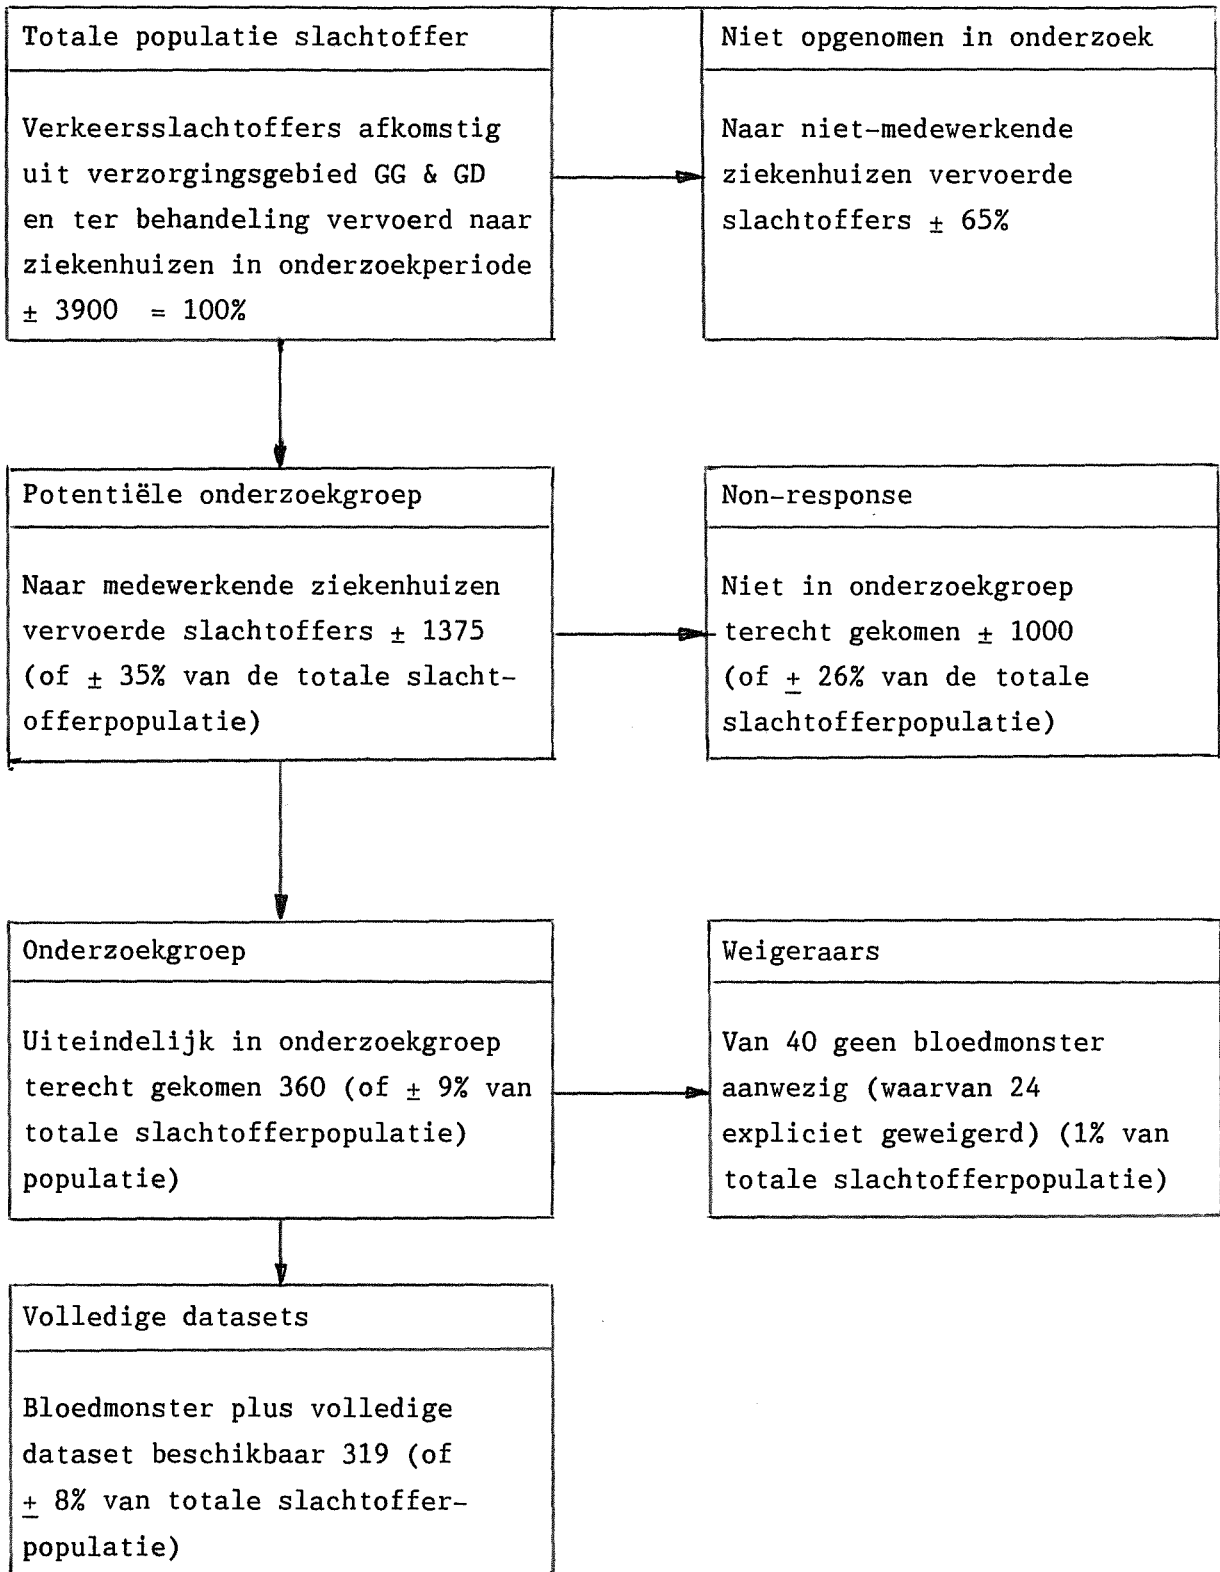 Totale populatie slachtoffer
Verkeersslachtoffers afkomstig
uit verzorgingsgebied GG & GD
en ter behandeling vervoerd naar
ziekenhuizen in onderzoekperiode
± 3900 = 100%
Niet opgenomen in onderzoek
Naar niet-medewerkende
ziekenhuizen vervoerde
slachtoffers ± 65%
Potentiële onderzoekgroep
Naar medewerkende ziekenhuizen
vervoerde slachtoffers ± 1375
(of ± 35% van de totale slacht-
offerpopulatie)
Non-response
Niet in onderzoekgroep
terecht gekomen ± 1000
(of ± 26% van de totale
slachtofferpopulatie)
Onderzoekgroep
Uiteindelijk in onderzoekgroep
terecht gekomen 360 (of ± 9% van
totale slachtofferpopulatie)
populatie)
Weigeraars
Van 40 geen bloedmonster
aanwezig (waarvan 24
expliciet geweigerd) (1% van
totale slachtofferpopulatie)
Volledige datasets
Bloedmonster plus volledige
dataset beschikbaar 319 (of
± 8% van totale slachtoffer-
populatie)